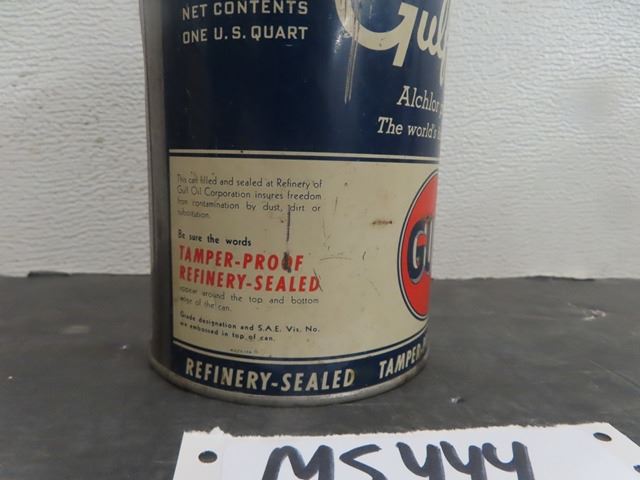 NET CONTENTS
ONE U.S. QUART
Gulf
Alchlor
The world's
This can filled and sealed at Refinery of
Gulf Oil Corporation insures freedom
from contamination by dust, dirt or
substitution.
Be sure the words
TAMPER-PROOF
REFINERY-SEALED
appear around the top and bottom
edge of the can.
Grade designation and S.A.E. Vis. No.
are embossed in top of can.
GU
REFINERY-SEALED TAMPER-
MS444